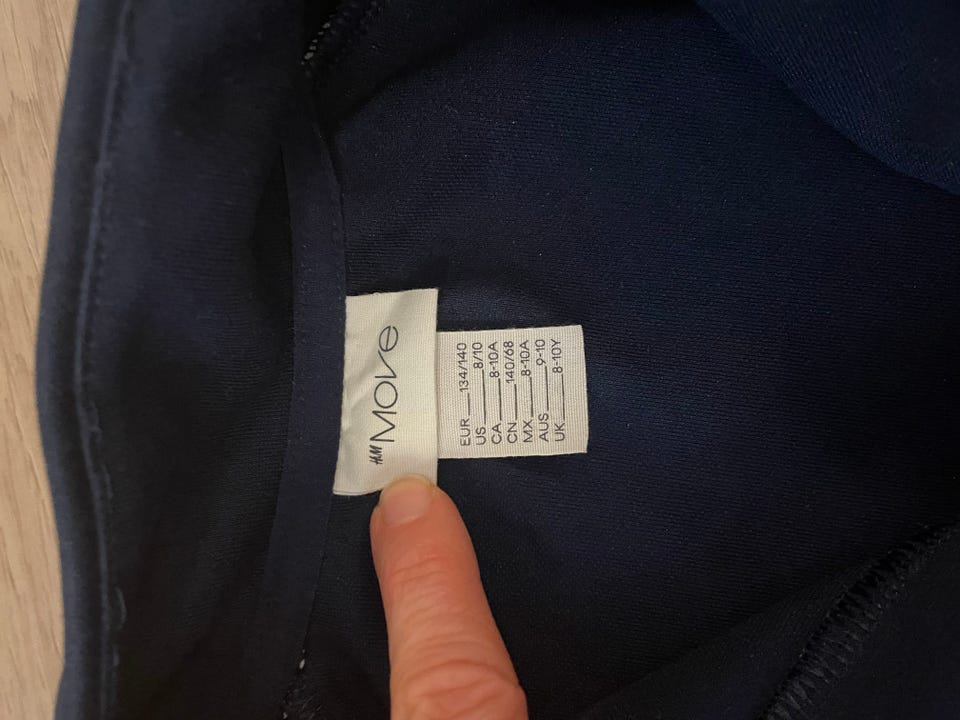 H&M MOVE
EUR 134/140
US 8/10
CA 8-10A
CN 140/68
MX 8-10A
AUS 9-10
UK 8-10Y